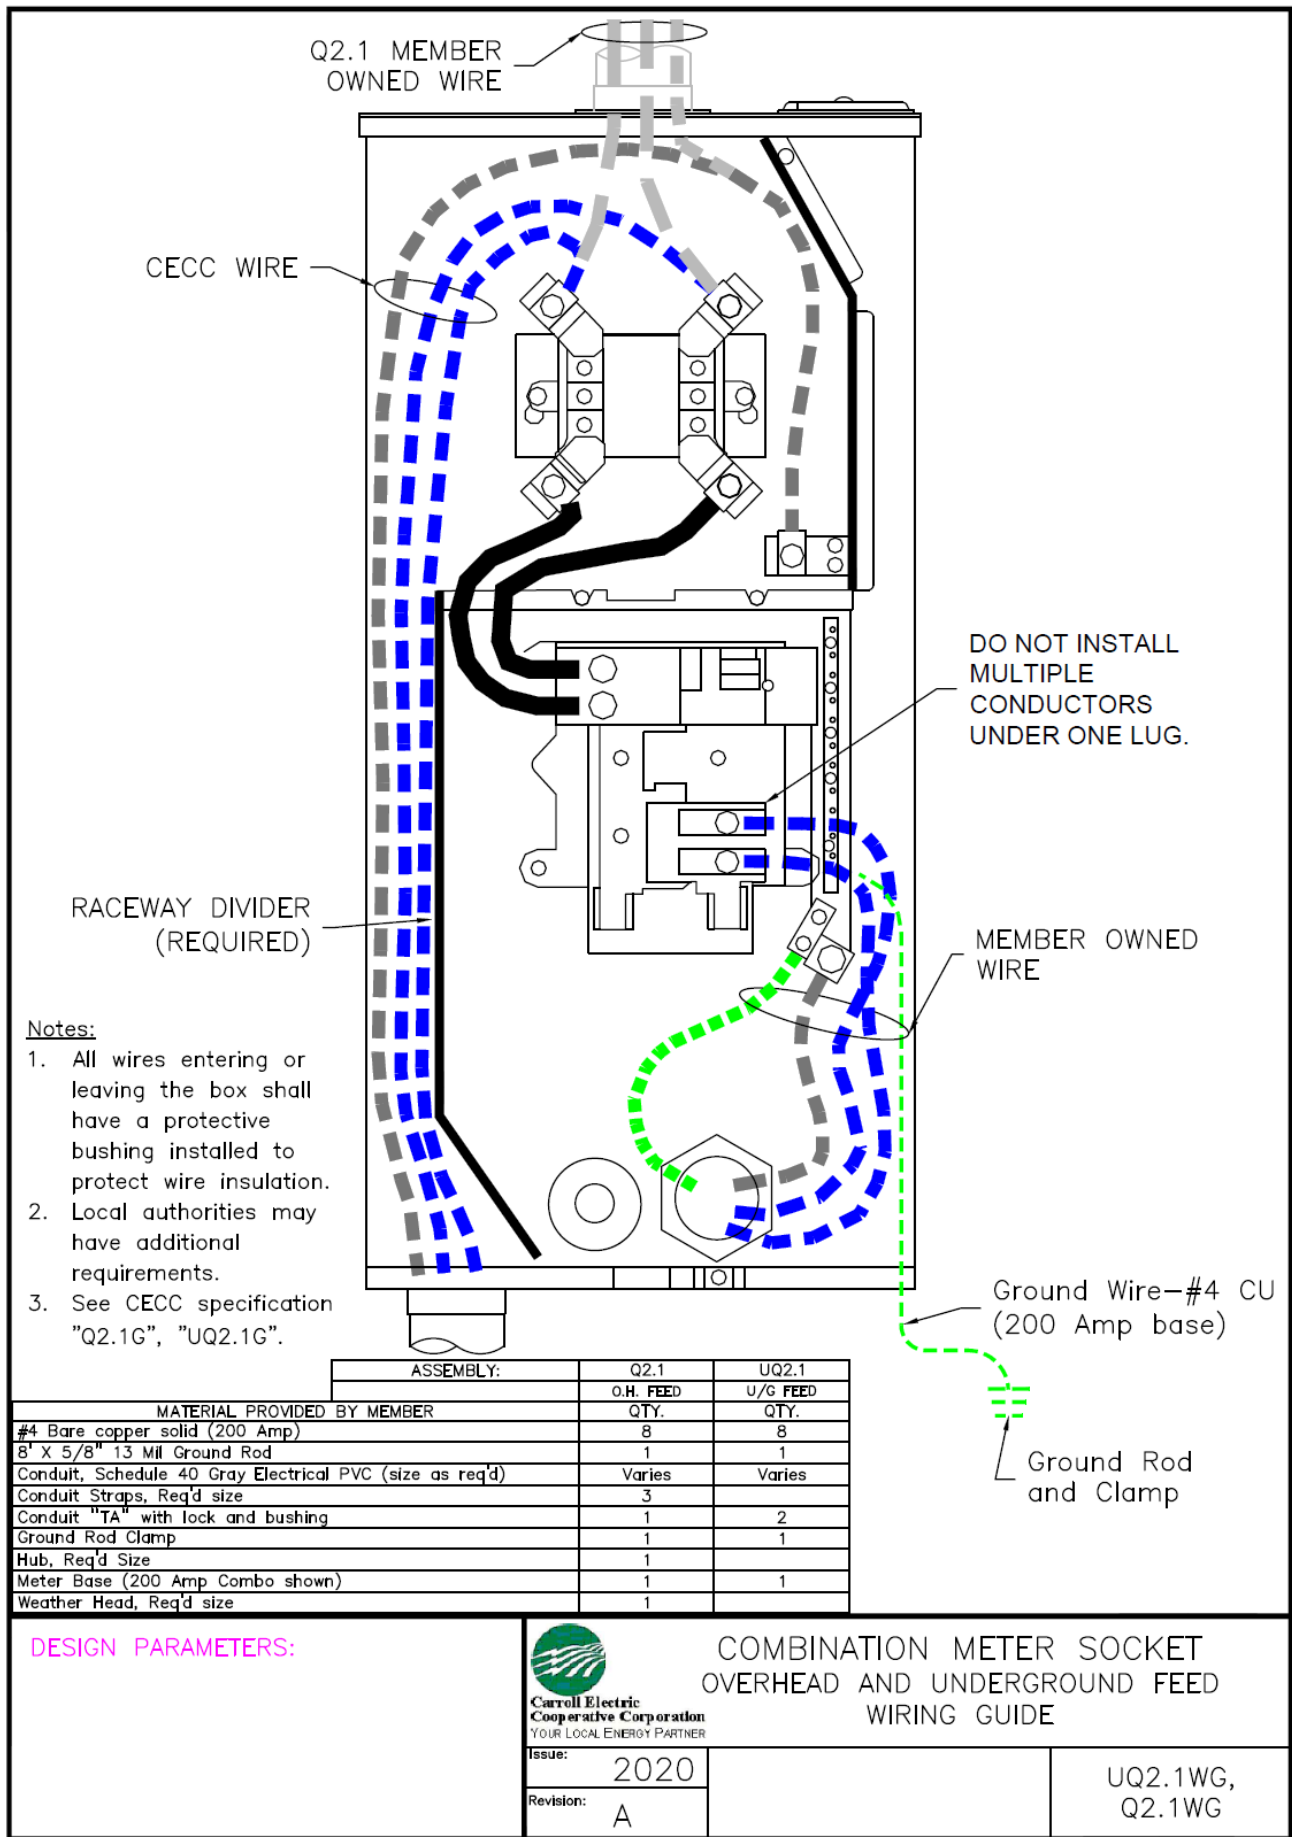 Q2.1 MEMBER
OWNED WIRE
CECC WIRE
DO NOT INSTALL
MULTIPLE
CONDUCTORS
UNDER ONE LUG.
RACEWAY DIVIDER
(REQUIRED)
MEMBER OWNED
WIRE
Notes:
1. All wires entering or
leaving the box shall
have a protective
bushing installed to
protect wire insulation.
2. Local authorities may
have additional
requirements.
3. See CECC specification
"Q2.1G", "UQ2.1G".
Ground Wire-#4 CU
(200 Amp base)
Ground Rod
and Clamp
ASSEMBLY: Q2.1 UQ2.1
O.H. FEED U/G FEED
MATERIAL PROVIDED BY MEMBER QTY. QTY.
#4 Bare copper solid (200 Amp) 8 8
8' X 5/8" 13 Mil Ground Rod 1 1
Conduit, Schedule 40 Gray Electrical PVC (size as req'd) Varies Varies
Conduit Straps, Req'd size 3
Conduit "TA" with lock and bushing 1 2
Ground Rod Clamp 1 1
Hub, Req'd Size 1
Meter Base (200 Amp Combo shown) 1 1
Weather Head, Req'd size 1
DESIGN PARAMETERS:
Carroll Electric
Cooperative Corporation
YOUR LOCAL ENERGY PARTNER
COMBINATION METER SOCKET
OVERHEAD AND UNDERGROUND FEED
WIRING GUIDE
Issue: 2020
Revision: A
UQ2.1WG,
Q2.1WG